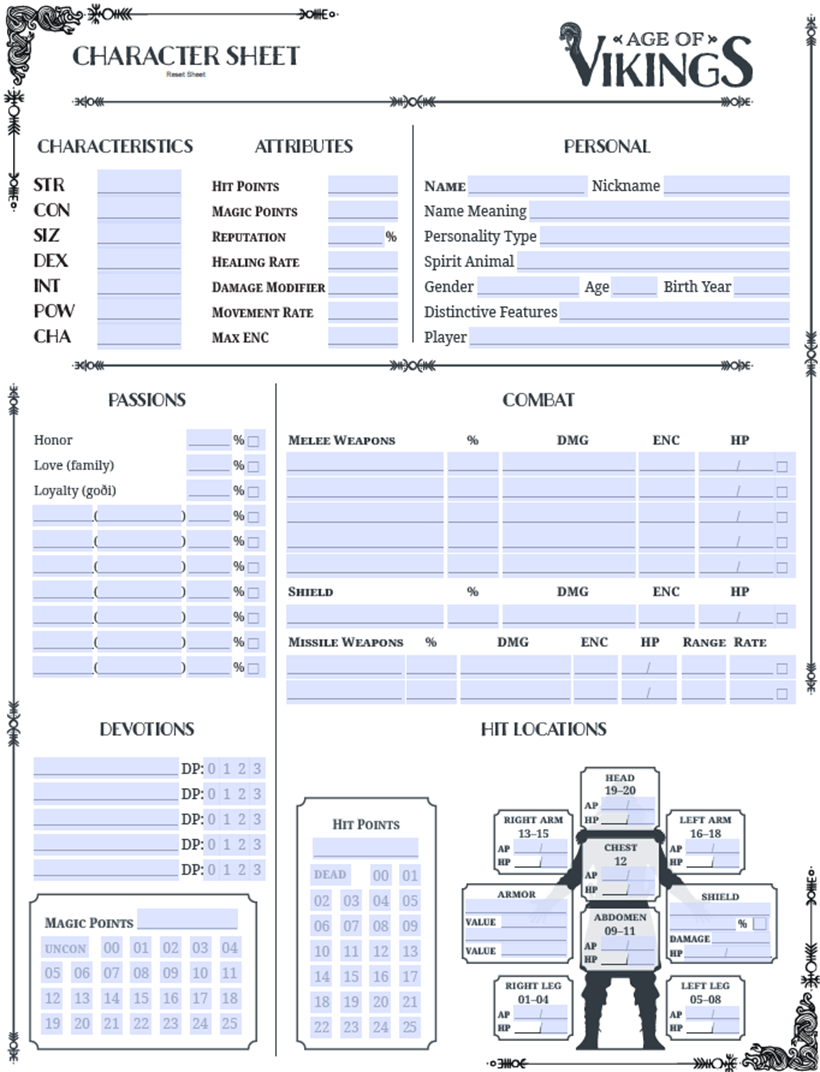 CHARACTER SHEET
Reset Sheet
AGE OF
VIKINGS
CHARACTERISTICS
STR
CON
SIZ
DEX
INT
POW
CHA
ATTRIBUTES
HIT POINTS
MAGIC POINTS
REPUTATION %
HEALING RATE
DAMAGE MODIFIER
MOVEMENT RATE
MAX ENC
PERSONAL
NAME Nickname
Name Meaning
Personality Type
Spirit Animal
Gender Age Birth Year
Distinctive Features
Player
PASSIONS
Honor %
Love (family) %
Loyalty (goði) %
( ) %
( ) %
( ) %
( ) %
( ) %
( ) %
( ) %
DEVOTIONS
DP: 0 1 2 3
DP: 0 1 2 3
DP: 0 1 2 3
DP: 0 1 2 3
DP: 0 1 2 3
MAGIC POINTS
UNCON 00 01 02 03 04
05 06 07 08 09 10 11
12 13 14 15 16 17 18
19 20 21 22 23 24 25
COMBAT
MELEE WEAPONS % DMG ENC HP
/
/
/
/
/
SHIELD % DMG ENC HP
/
MISSILE WEAPONS % DMG ENC HP RANGE RATE
/
/
HIT LOCATIONS
HIT POINTS
DEAD 00 01
02 03 04 05
06 07 08 09
10 11 12 13
14 15 16 17
18 19 20 21
22 23 24 25
HEAD
19–20
AP /
HP /
RIGHT ARM
13–15
AP /
HP /
LEFT ARM
16–18
AP /
HP /
CHEST
12
AP /
HP /
ARMOR
VALUE
VALUE
SHIELD
%
DAMAGE
HP /
ABDOMEN
09–11
AP /
HP /
RIGHT LEG
01–04
AP /
HP /
LEFT LEG
05–08
AP /
HP /